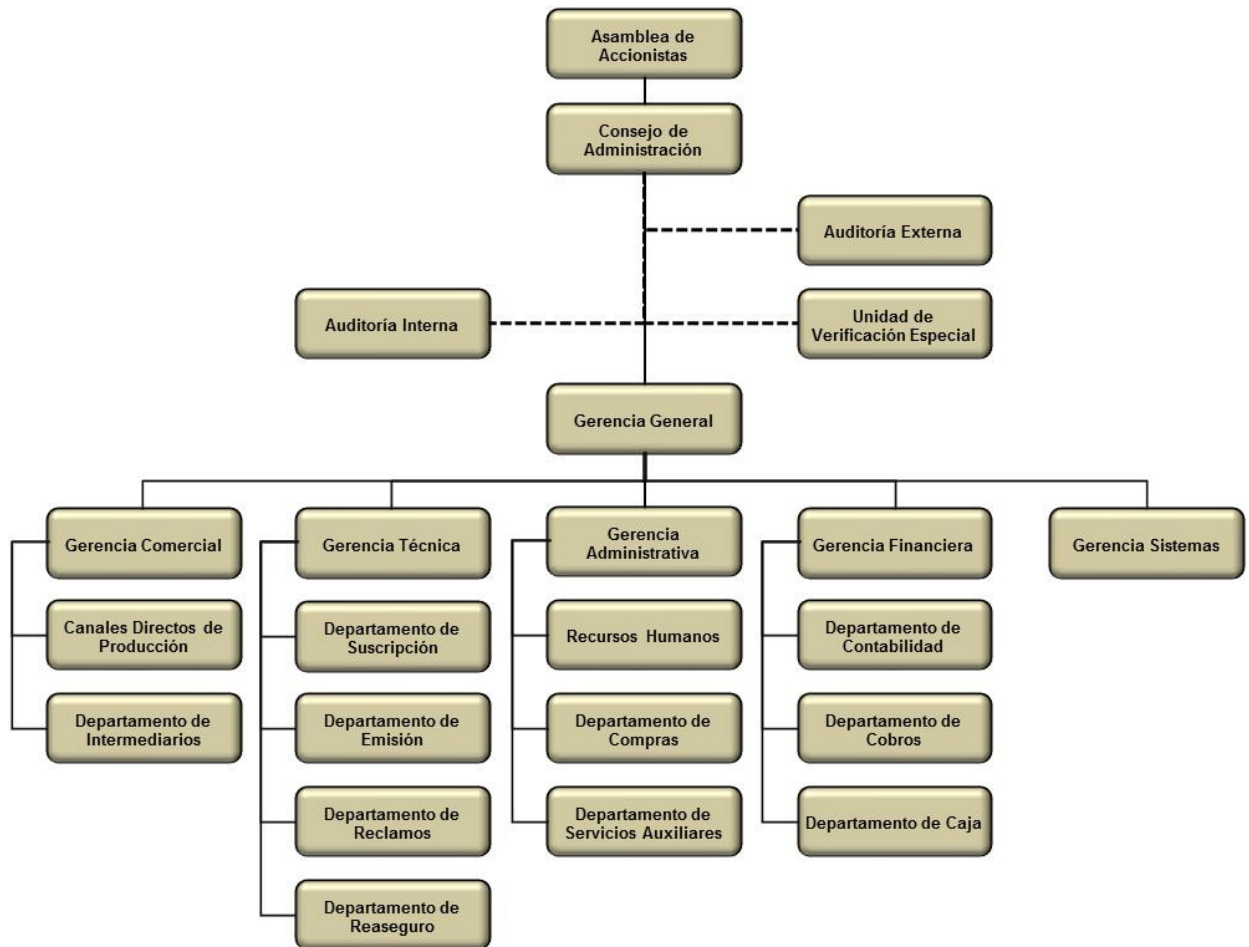 Asamblea de
Accionistas
Consejo de
Administración
Auditoría Externa
Auditoría Interna
Unidad de
Verificación Especial
Gerencia General
Gerencia Comercial
Gerencia Técnica
Gerencia
Administrativa
Gerencia Financiera
Gerencia Sistemas
Canales Directos de
Producción
Departamento de
Suscripción
Recursos Humanos
Departamento de
Contabilidad
Departamento de
Intermediarios
Departamento de
Emisión
Departamento de
Compras
Departamento de
Cobros
Departamento de
Reclamos
Departamento de
Servicios Auxiliares
Departamento de Caja
Departamento de
Reaseguro